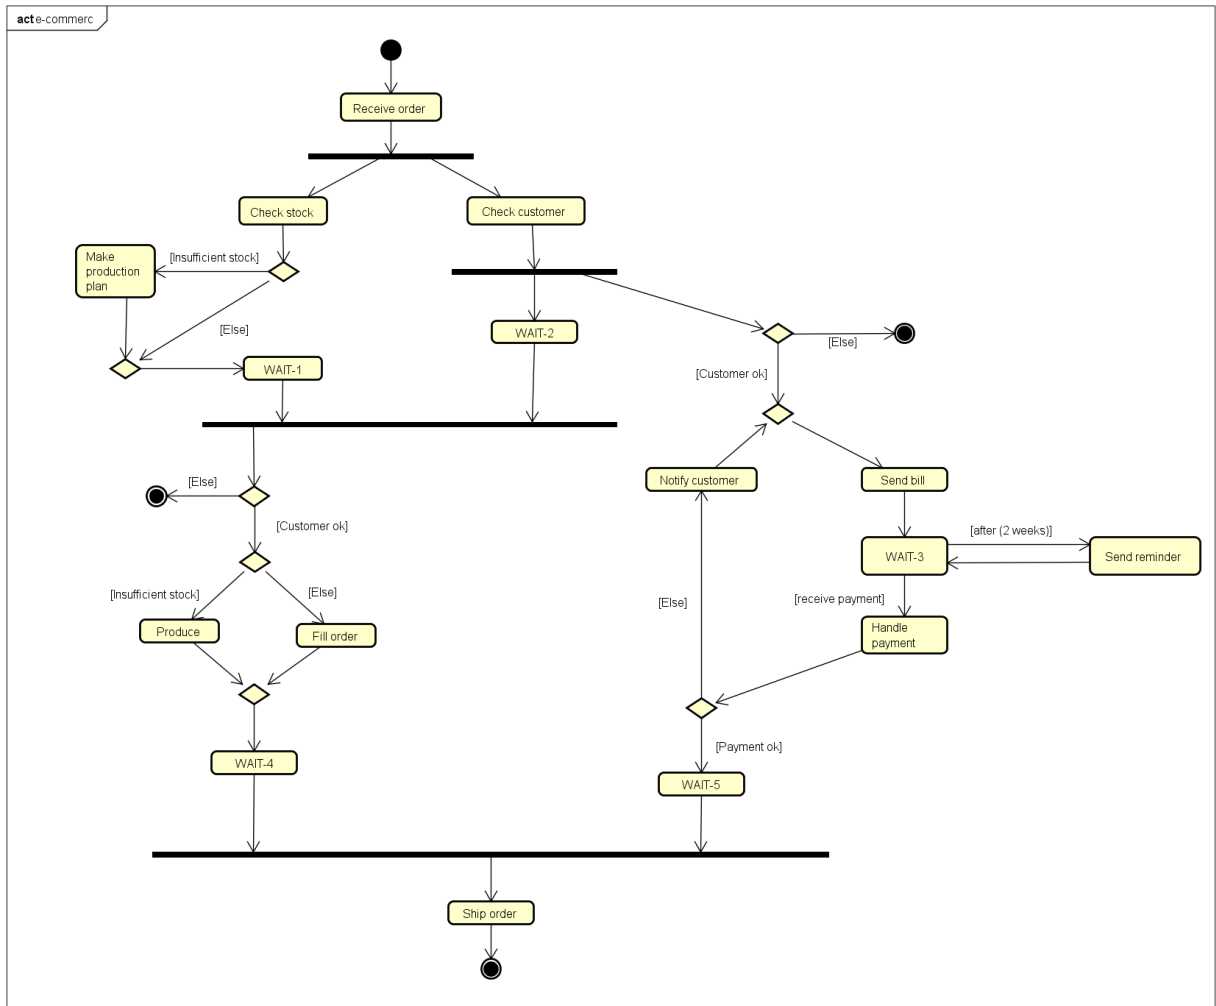 act e-commerc
Receive order
Check stock
Check customer
Make
production
plan
[Insufficient stock]
[Else]
WAIT-1
WAIT-2
[Else]
[Customer ok]
Notify customer
Send bill
[Else]
[Customer ok]
WAIT-3
[after (2 weeks)]
Send reminder
[Insufficient stock]
[Else]
[Else]
[receive payment]
Produce
Fill order
Handle
payment
[Payment ok]
WAIT-4
WAIT-5
Ship order